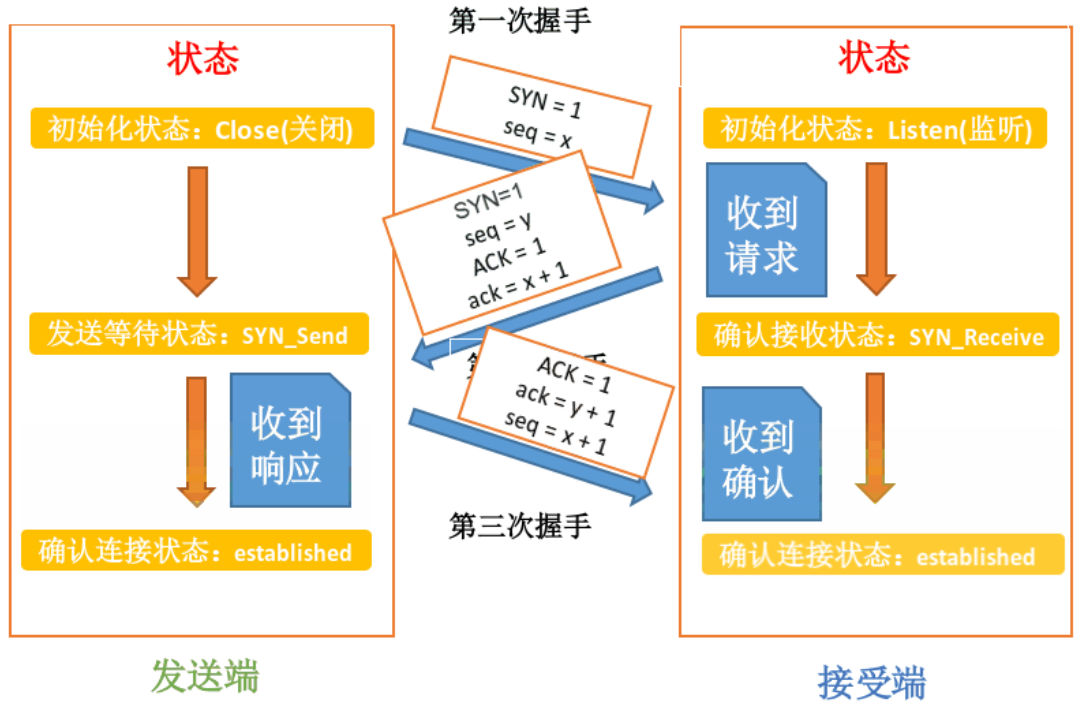 第一次握手
状态
初始化状态：Close(关闭)
发送等待状态：SYN_Send
收到
响应
确认连接状态：established
发送端
SYN = 1
seq = x
SYN=1
seq = y
ACK = 1
ack = x + 1
第
手
ACK = 1
ack = y + 1
seq = x + 1
第三次握手
状态
初始化状态：Listen(监听)
收到
请求
确认接收状态：SYN_Receive
收到
确认
确认连接状态：established
接受端